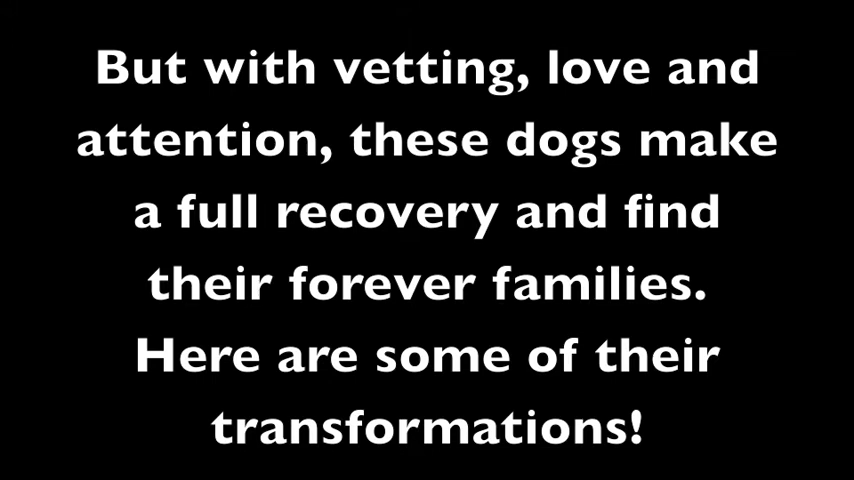 But with vetting, love and
attention, these dogs make
a full recovery and find
their forever families.
Here are some of their
transformations!